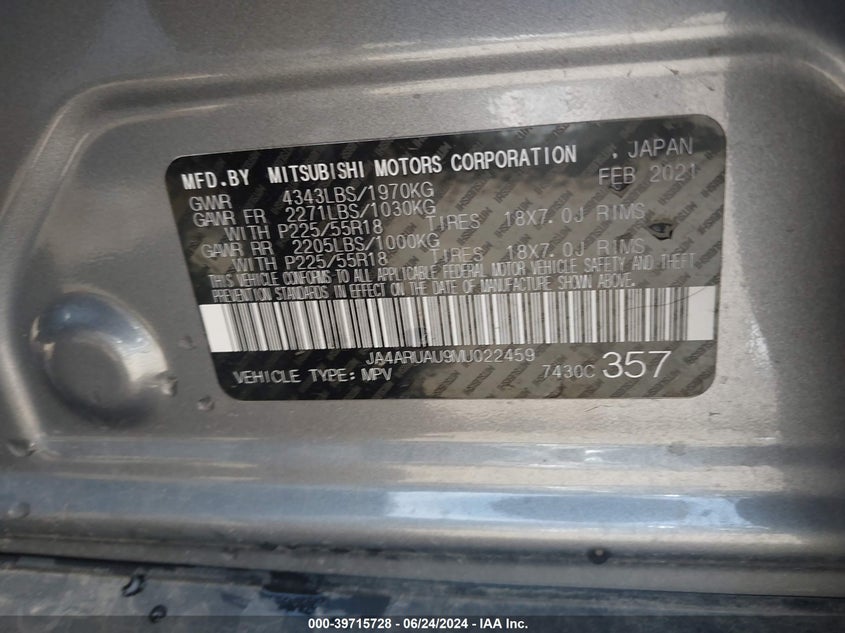 MFD.BY MITSUBISHI MOTORS CORPORATION , JAPAN
GVWR 4343LBS/1970KG FEB 2021
GAWR FR 2271LBS/1030KG
WITH P225/55R18 TIRES 18X7.0J RIMS
GAWR RR 2205LBS/1000KG
WITH P225/55R18 TIRES 18X7.0J RIMS
THIS VEHICLE CONFORMS TO ALL APPLICABLE FEDERAL MOTOR VEHICLE SAFETY AND THEFT
PREVENTION STANDARDS IN EFFECT ON THE DATE OF MANUFACTURE SHOWN ABOVE.
JA4ARUAU9MU022459
VEHICLE TYPE: MPV 7430C 357
000-39715728 - 06/24/2024 - IAA Inc.